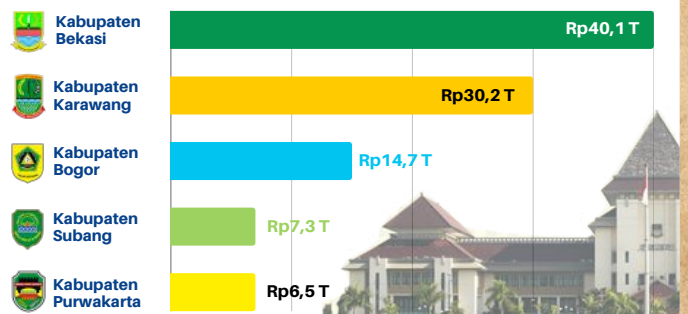 Kabupaten
Bekasi
Rp40,1 T
Kabupaten
Karawang
Rp30,2 T
Kabupaten
Bogor
Rp14,7 T
Kabupaten
Subang
Rp7,3 T
Kabupaten
Purwakarta
Rp6,5 T